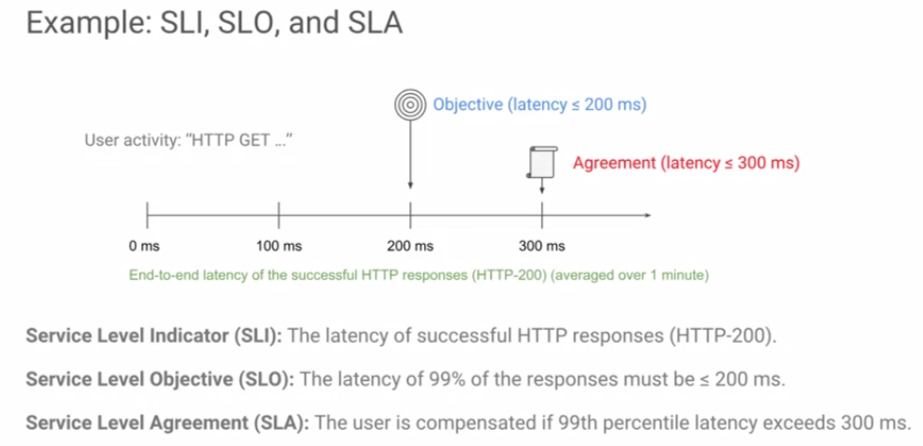 Example: SLI, SLO, and SLA
Objective (latency ≤ 200 ms)
User activity: “HTTP GET ...”
Agreement (latency ≤ 300 ms)
0 ms 100 ms 200 ms 300 ms
End-to-end latency of the successful HTTP responses (HTTP-200) (averaged over 1 minute)
Service Level Indicator (SLI): The latency of successful HTTP responses (HTTP-200).
Service Level Objective (SLO): The latency of 99% of the responses must be ≤ 200 ms.
Service Level Agreement (SLA): The user is compensated if 99th percentile latency exceeds 300 ms.